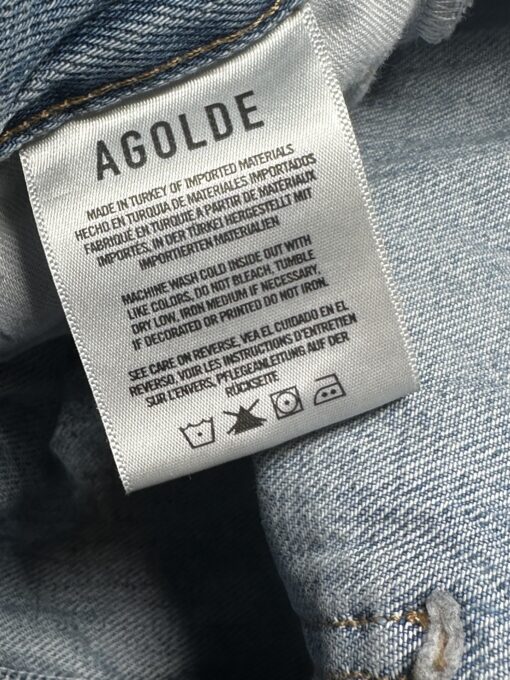 AGOLDE
MADE IN TURKEY OF IMPORTED MATERIALS
HECHO EN TURQUIA DE MATERIALES IMPORTADOS
FABRIQUÉ EN TURQUIE A PARTIR DE MATERIAUX
IMPORTÉS, IN DER TÜRKEI HERGESTELLT MIT
IMPORTIERTEN MATERIALIEN
MACHINE WASH COLD INSIDE OUT WITH
LIKE COLORS, DO NOT BLEACH, TUMBLE
DRY LOW, IRON MEDIUM IF NECESSARY,
IF DECORATED OR PRINTED DO NOT IRON.
SEE CARE ON REVERSE, VEA EL CUIDADO EN EL
REVERSO, VOIR LES INSTRUCTIONS D'ENTRETIEN
SUR L'ENVERS, PFLEGEANLEITUNG AUF DER
RÜCKSEITE